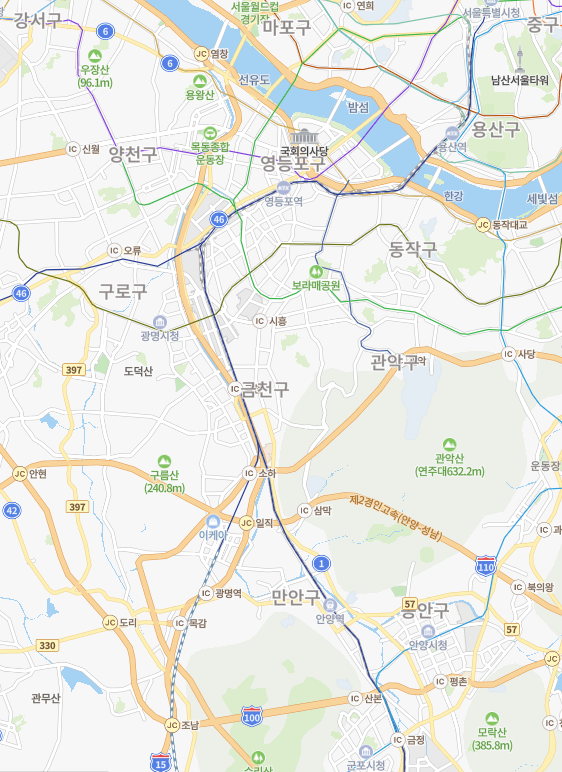 서울월드컵
경기장
IC 연희
서울특별시청
강서구
마포구
중구
6
JC 염창
6
우장산
(96.1m)
용왕산
선유도
남산서울타워
밤섬
목동종합
운동장
국회의사당
용산구
용산역
IC 신월
양천구
영등포구
영등포역
한강
세빛섬
46
JC 동작대교
IC 오류
동작구
보라매공원
46
구로구
IC 시흥
광명시청
IC 사당
관악구
397
도덕산
IC 금천구
관악산
(연주대632.2m)
운동장
JC 안현
구름산
(240.8m)
IC 소하
397
42
이케아
JC 일직
IC 삼막
제2경인고속(안양-성남)
1
110
IC 북의왕
IC 광명역
만안구
안양역
57
동안구
57
안양시청
JC 도리
IC 목감
330
IC 평촌
JC
관무산
IC 산본
100
JC 조남
모락산
(385.8m)
IC 금정
군포시청
15
수리산